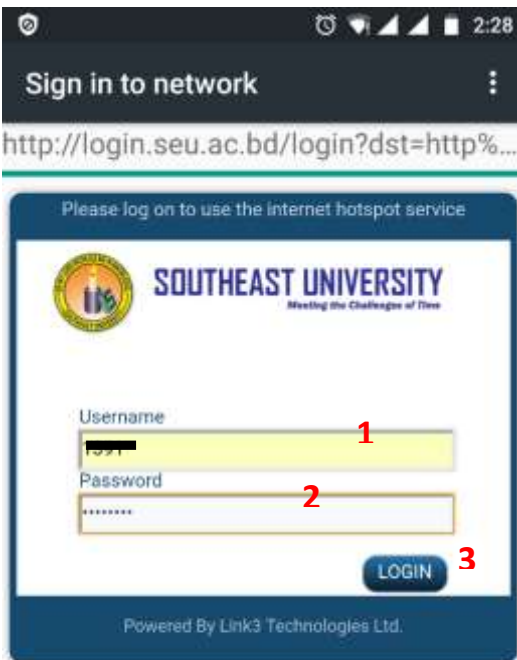 2:28
Sign in to network
http://login.seu.ac.bd/login?dst=http%...
Please log on to use the internet hotspot service
SOUTHEAST UNIVERSITY
Meeting the Challenges of Time
Username
1
Password
2
········
LOGIN 3
Powered By Link3 Technologies Ltd.